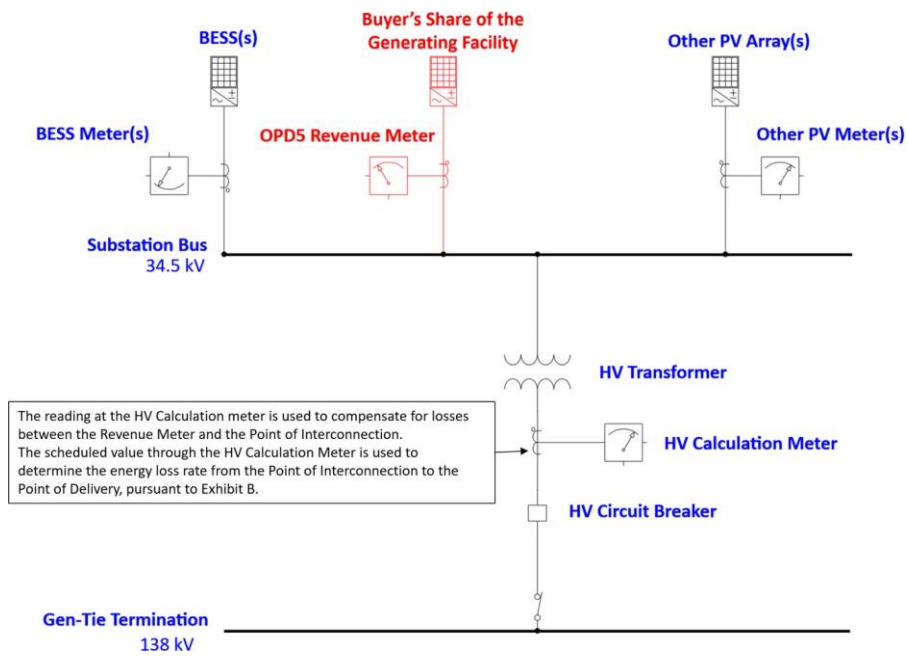 BESS(s)
Buyer's Share of the
Generating Facility
Other PV Array(s)
BESS Meter(s)
OPD5 Revenue Meter
Other PV Meter(s)
Substation Bus
34.5 kV
HV Transformer
The reading at the HV Calculation meter is used to compensate for losses
between the Revenue Meter and the Point of Interconnection.
The scheduled value through the HV Calculation Meter is used to
determine the energy loss rate from the Point of Interconnection to the
Point of Delivery, pursuant to Exhibit B.
HV Calculation Meter
HV Circuit Breaker
Gen-Tie Termination
138 kV